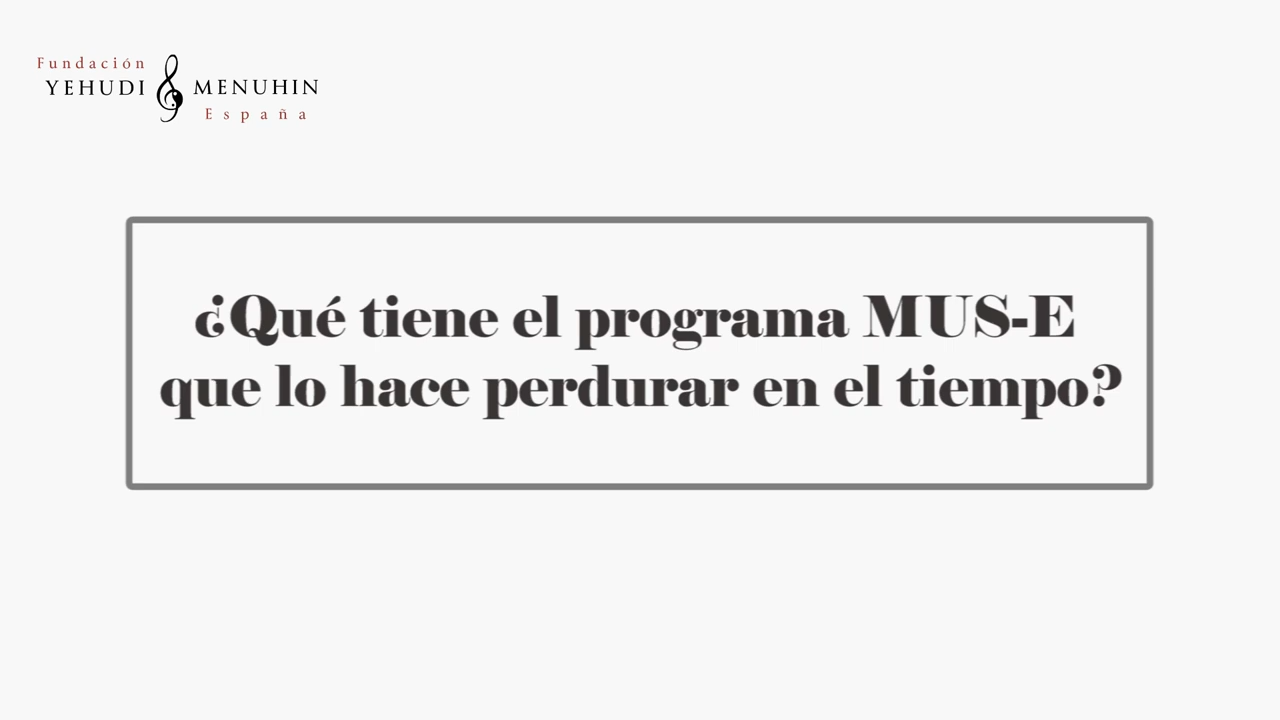 Fundación
YEHUDI MENUHIN
España
¿Qué tiene el programa MUS-E
que lo hace perdurar en el tiempo?